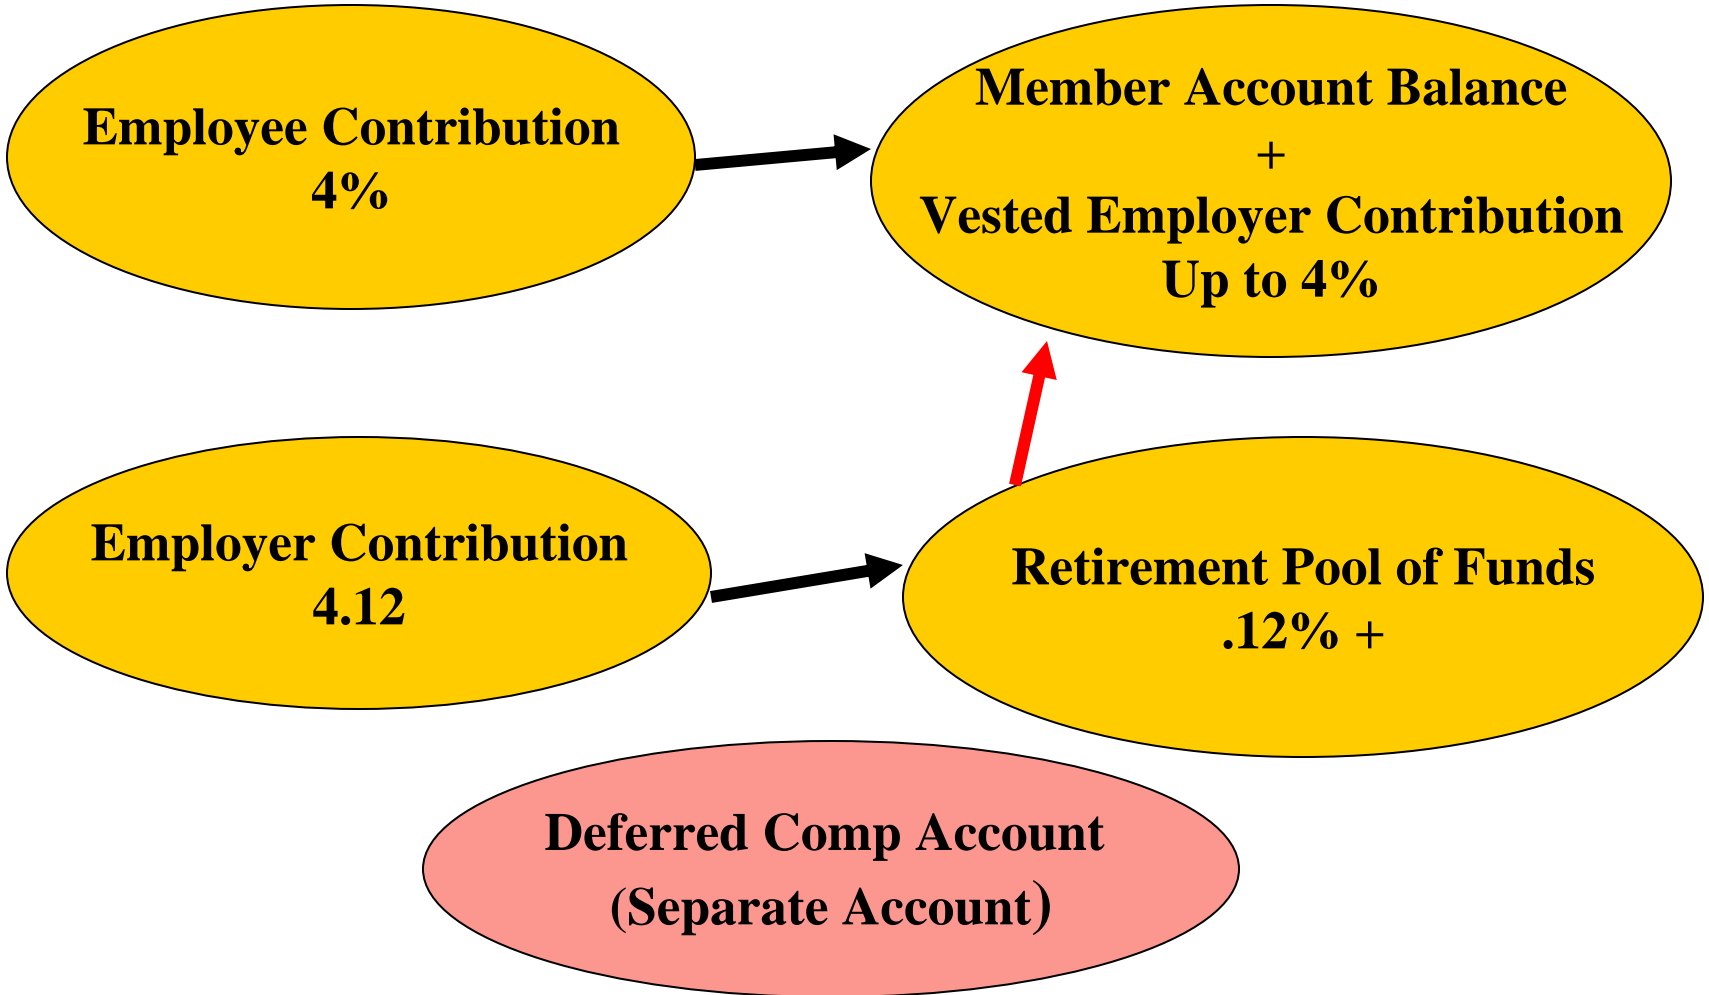 Employee Contribution
4%
Member Account Balance
+
Vested Employer Contribution
Up to 4%
Employer Contribution
4.12
Retirement Pool of Funds
.12% +
Deferred Comp Account
(Separate Account)